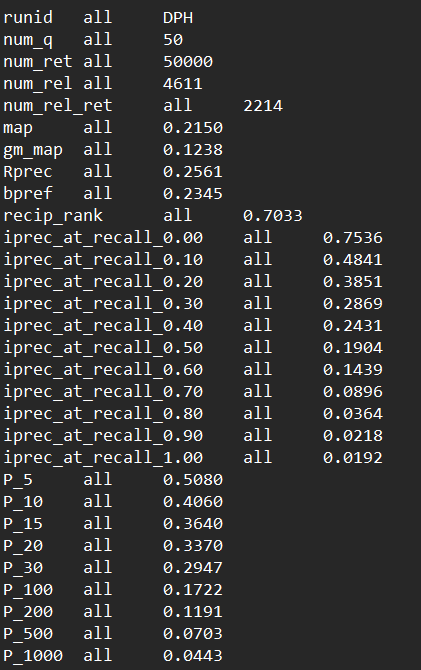 runid all DPH
num_q all 50
num_ret all 50000
num_rel all 4611
num_rel_ret all 2214
map all 0.2150
gm_map all 0.1238
Rprec all 0.2561
bpref all 0.2345
recip_rank all 0.7033
iprec_at_recall_0.00 all 0.7536
iprec_at_recall_0.10 all 0.4841
iprec_at_recall_0.20 all 0.3851
iprec_at_recall_0.30 all 0.2869
iprec_at_recall_0.40 all 0.2431
iprec_at_recall_0.50 all 0.1904
iprec_at_recall_0.60 all 0.1439
iprec_at_recall_0.70 all 0.0896
iprec_at_recall_0.80 all 0.0364
iprec_at_recall_0.90 all 0.0218
iprec_at_recall_1.00 all 0.0192
P_5 all 0.5080
P_10 all 0.4060
P_15 all 0.3640
P_20 all 0.3370
P_30 all 0.2947
P_100 all 0.1722
P_200 all 0.1191
P_500 all 0.0703
P_1000 all 0.0443